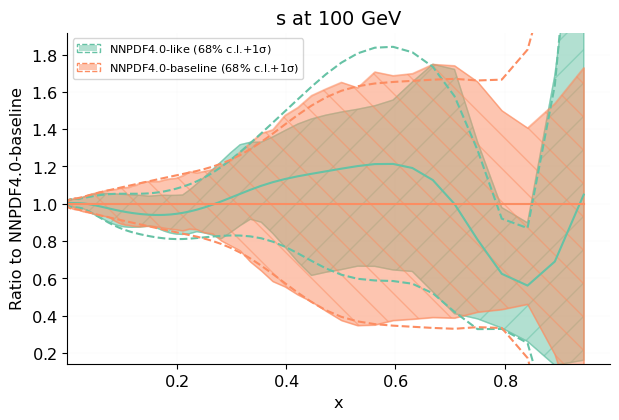 s at 100 GeV
NNPDF4.0-like (68% c.l.+1σ)
NNPDF4.0-baseline (68% c.l.+1σ)
Ratio to NNPDF4.0-baseline
1.8
1.6
1.4
1.2
1.0
0.8
0.6
0.4
0.2
0.2 0.4 0.6 0.8
x